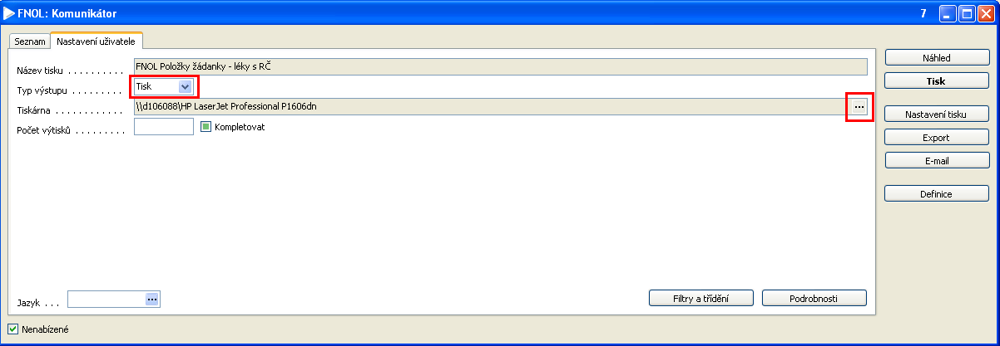 FNOL: Komunikátor 7
Seznam Nastavení uživatele
Název tisku . . . . . . . . . . FNOL Položky žádanky - léky s RČ
Typ výstupu . . . . . . . . . Tisk
Tiskárna . . . . . . . . . . . . \\d106088\HP LaserJet Professional P1606dn ...
Počet výtisků . . . . . . . . . Kompletovat
Jazyk . . . ...
Filtry a třídění Podrobnosti
Nenabízené
Náhled
Tisk
Nastavení tisku
Export
E-mail
Definice